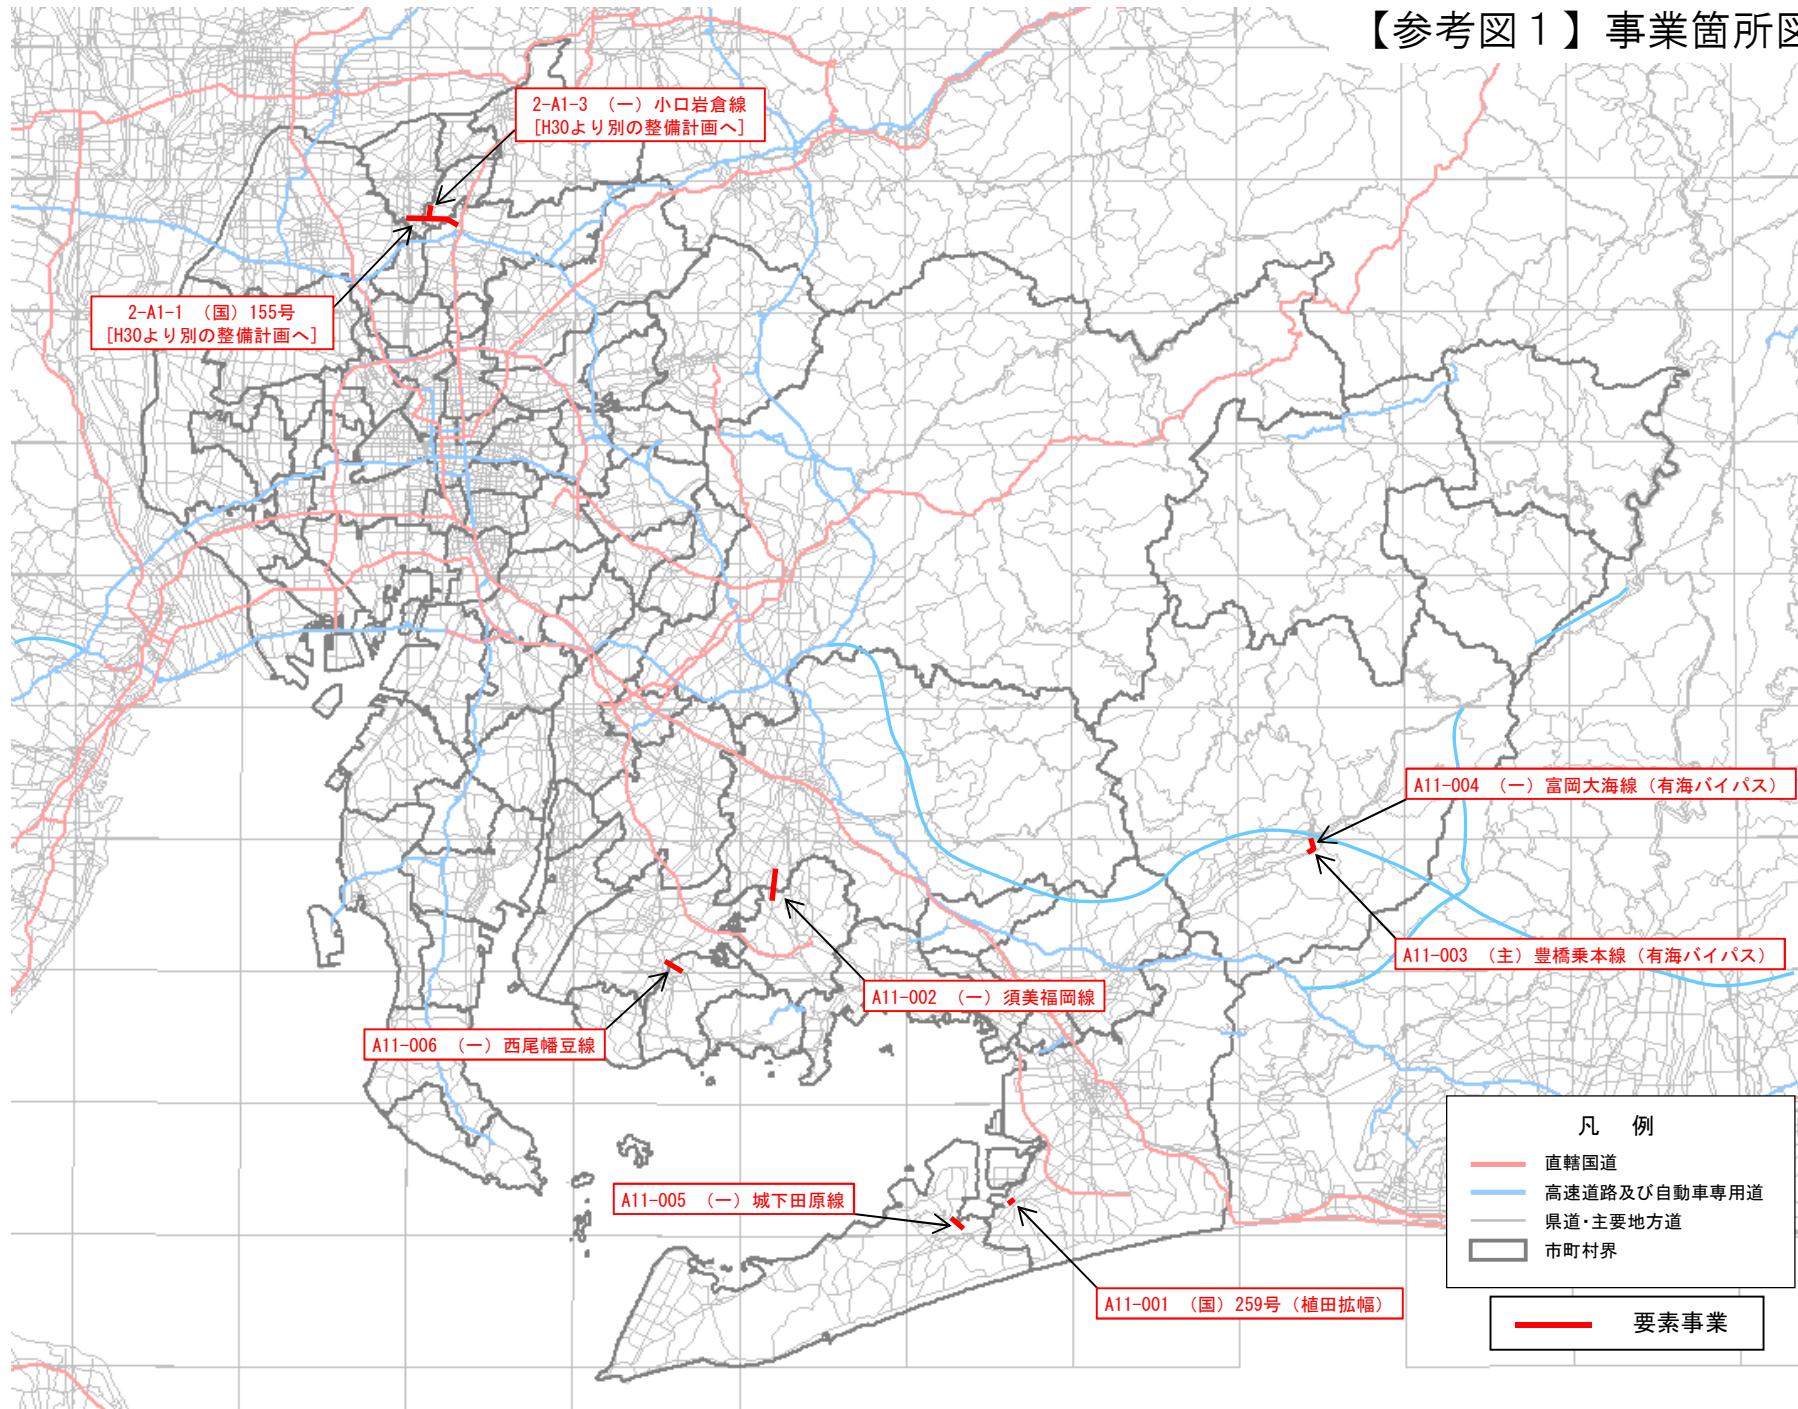 【参考図１】事業箇所図
2-A1-3 （一）小口岩倉線
[H30より別の整備計画へ]
2-A1-1 （国）155号
[H30より別の整備計画へ]
A11-004 （一）富岡大海線（有海バイパス）
A11-003 （主）豊橋乗本線（有海バイパス）
A11-002 （一）須美福岡線
A11-006 （一）西尾幡豆線
A11-005 （一）城下田原線
A11-001 （国）259号（植田拡幅）
凡 例
直轄国道
高速道路及び自動車専用道
県道・主要地方道
市町村界
要素事業